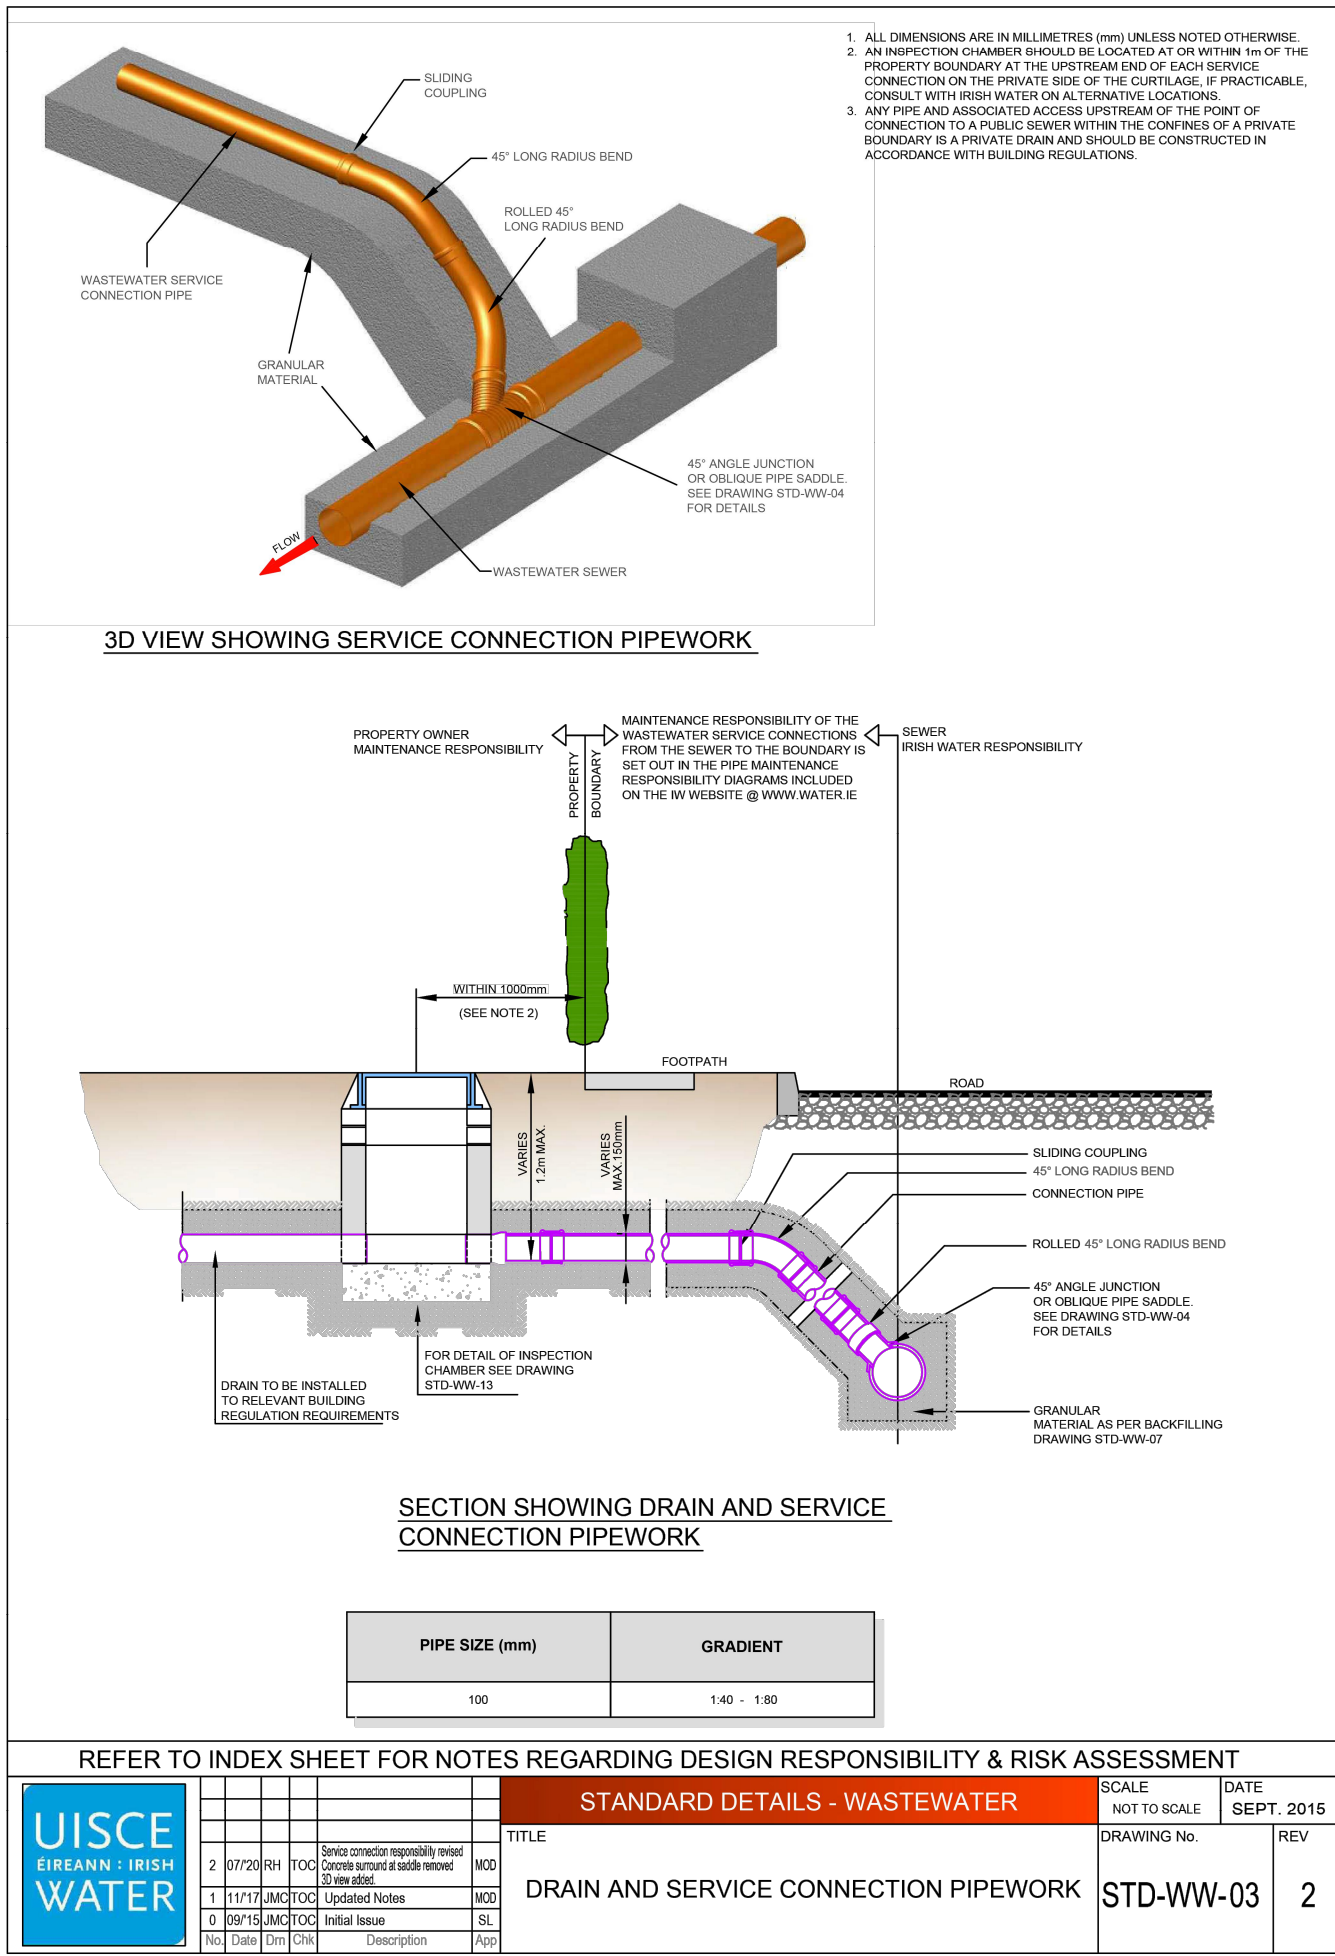 1. ALL DIMENSIONS ARE IN MILLIMETRES (mm) UNLESS NOTED OTHERWISE.
2. AN INSPECTION CHAMBER SHOULD BE LOCATED AT OR WITHIN 1m OF THE
PROPERTY BOUNDARY AT THE UPSTREAM END OF EACH SERVICE
CONNECTION ON THE PRIVATE SIDE OF THE CURTILAGE, IF PRACTICABLE,
CONSULT WITH IRISH WATER ON ALTERNATIVE LOCATIONS.
3. ANY PIPE AND ASSOCIATED ACCESS UPSTREAM OF THE POINT OF
CONNECTION TO A PUBLIC SEWER WITHIN THE CONFINES OF A PRIVATE
BOUNDARY IS A PRIVATE DRAIN AND SHOULD BE CONSTRUCTED IN
ACCORDANCE WITH BUILDING REGULATIONS.
SLIDING
COUPLING
45° LONG RADIUS BEND
ROLLED 45°
LONG RADIUS BEND
WASTEWATER SERVICE
CONNECTION PIPE
GRANULAR
MATERIAL
45° ANGLE JUNCTION
OR OBLIQUE PIPE SADDLE.
SEE DRAWING STD-WW-04
FOR DETAILS
FLOW
WASTEWATER SEWER
3D VIEW SHOWING SERVICE CONNECTION PIPEWORK
PROPERTY OWNER
MAINTENANCE RESPONSIBILITY
PROPERTY
BOUNDARY
MAINTENANCE RESPONSIBILITY OF THE
WASTEWATER SERVICE CONNECTIONS
FROM THE SEWER TO THE BOUNDARY IS
SET OUT IN THE PIPE MAINTENANCE
RESPONSIBILITY DIAGRAMS INCLUDED
ON THE IW WEBSITE @ WWW.WATER.IE
SEWER
IRISH WATER RESPONSIBILITY
WITHIN 1000mm
(SEE NOTE 2)
FOOTPATH
ROAD
VARIES
1.2m MAX.
VARIES
MAX.150mm
SLIDING COUPLING
45° LONG RADIUS BEND
CONNECTION PIPE
ROLLED 45° LONG RADIUS BEND
45° ANGLE JUNCTION
OR OBLIQUE PIPE SADDLE.
SEE DRAWING STD-WW-04
FOR DETAILS
FOR DETAIL OF INSPECTION
CHAMBER SEE DRAWING
STD-WW-13
DRAIN TO BE INSTALLED
TO RELEVANT BUILDING
REGULATION REQUIREMENTS
GRANULAR
MATERIAL AS PER BACKFILLING
DRAWING STD-WW-07
SECTION SHOWING DRAIN AND SERVICE
CONNECTION PIPEWORK
PIPE SIZE (mm) GRADIENT
100 1:40 - 1:80
REFER TO INDEX SHEET FOR NOTES REGARDING DESIGN RESPONSIBILITY & RISK ASSESSMENT
UISCE
ÉIREANN : IRISH
WATER
2 07/'20 RH TOC Service connection responsibility revised
Concrete surround at saddle removed
3D view added. MOD
1 11/'17 JMC TOC Updated Notes MOD
0 09/'15 JMC TOC Initial Issue SL
No. Date Drn Chk Description App
STANDARD DETAILS - WASTEWATER
TITLE
DRAIN AND SERVICE CONNECTION PIPEWORK
SCALE
NOT TO SCALE
DATE
SEPT. 2015
DRAWING No.
STD-WW-03
REV
2